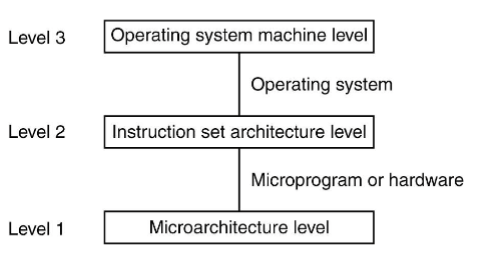 Level 3
Operating system machine level
Operating system
Level 2
Instruction set architecture level
Microprogram or hardware
Level 1
Microarchitecture level